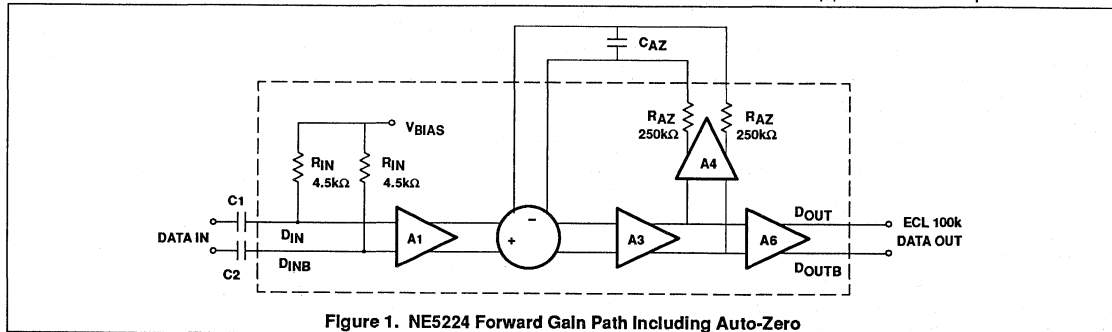 CAZ
RAZ
250kΩ
RAZ
250kΩ
VBIAS
RIN
4.5kΩ
RIN
4.5kΩ
A4
C1
DATA IN
C2
DIN
DINB
A1
−
+
A3
A6
DOUT
DOUTB
ECL 100k
DATA OUT
Figure 1. NE5224 Forward Gain Path Including Auto-Zero